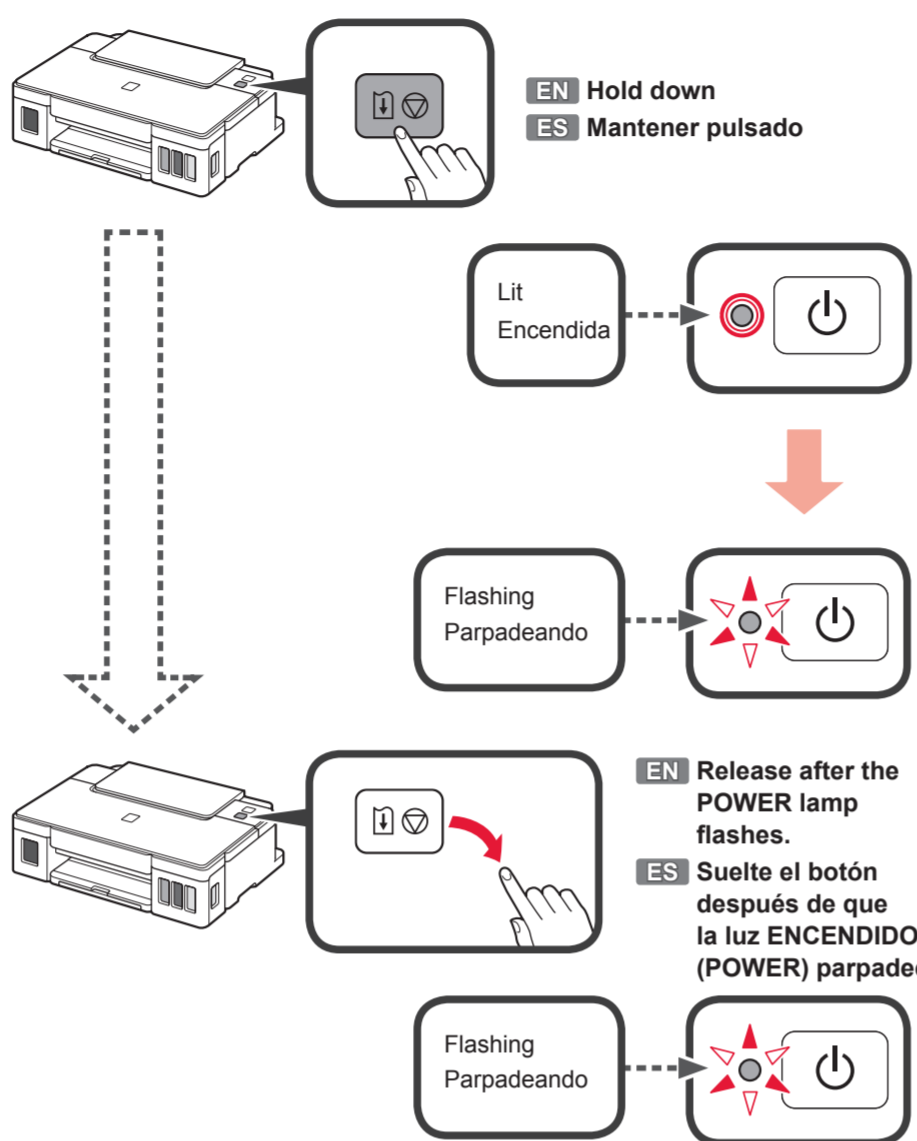 EN Hold down
ES Mantener pulsado
Lit
Encendida
Flashing
Parpadeando
EN Release after the
POWER lamp
flashes.
ES Suelte el botón
después de que
la luz ENCENDIDO
(POWER)
Flashing
Parpadeando